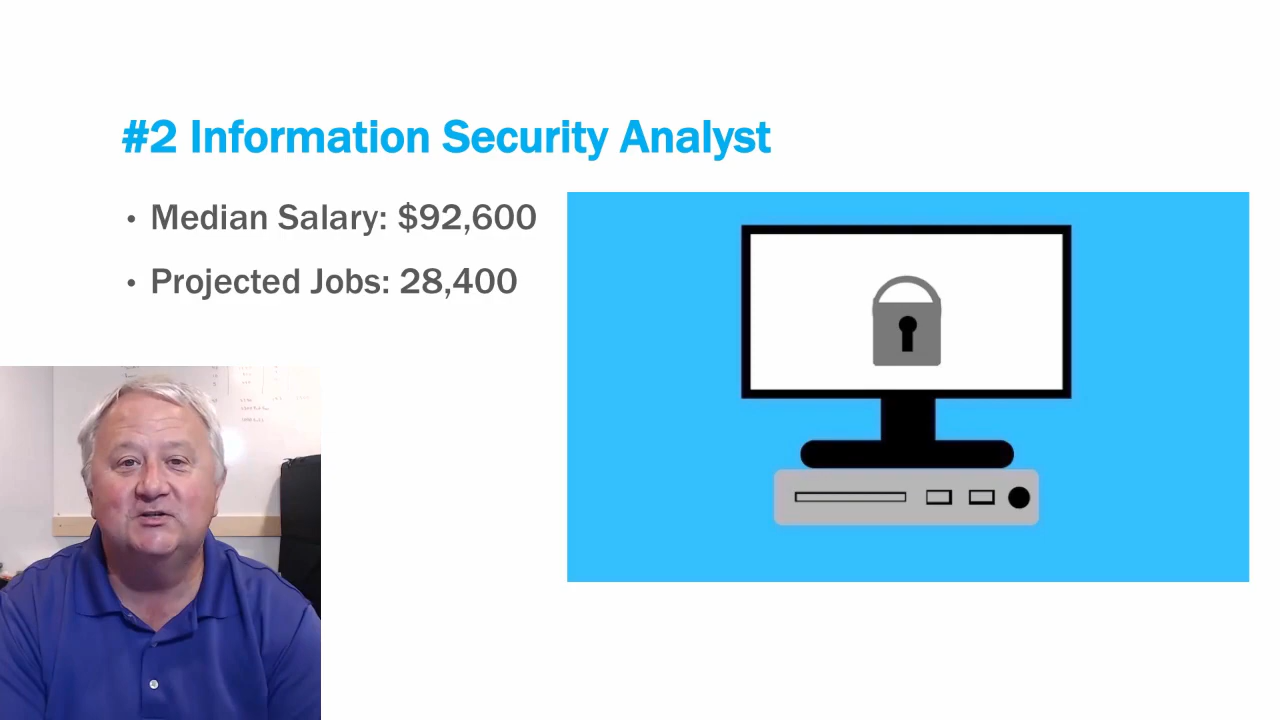 #2 Information Security Analyst
• Median Salary: $92,600
• Projected Jobs: 28,400